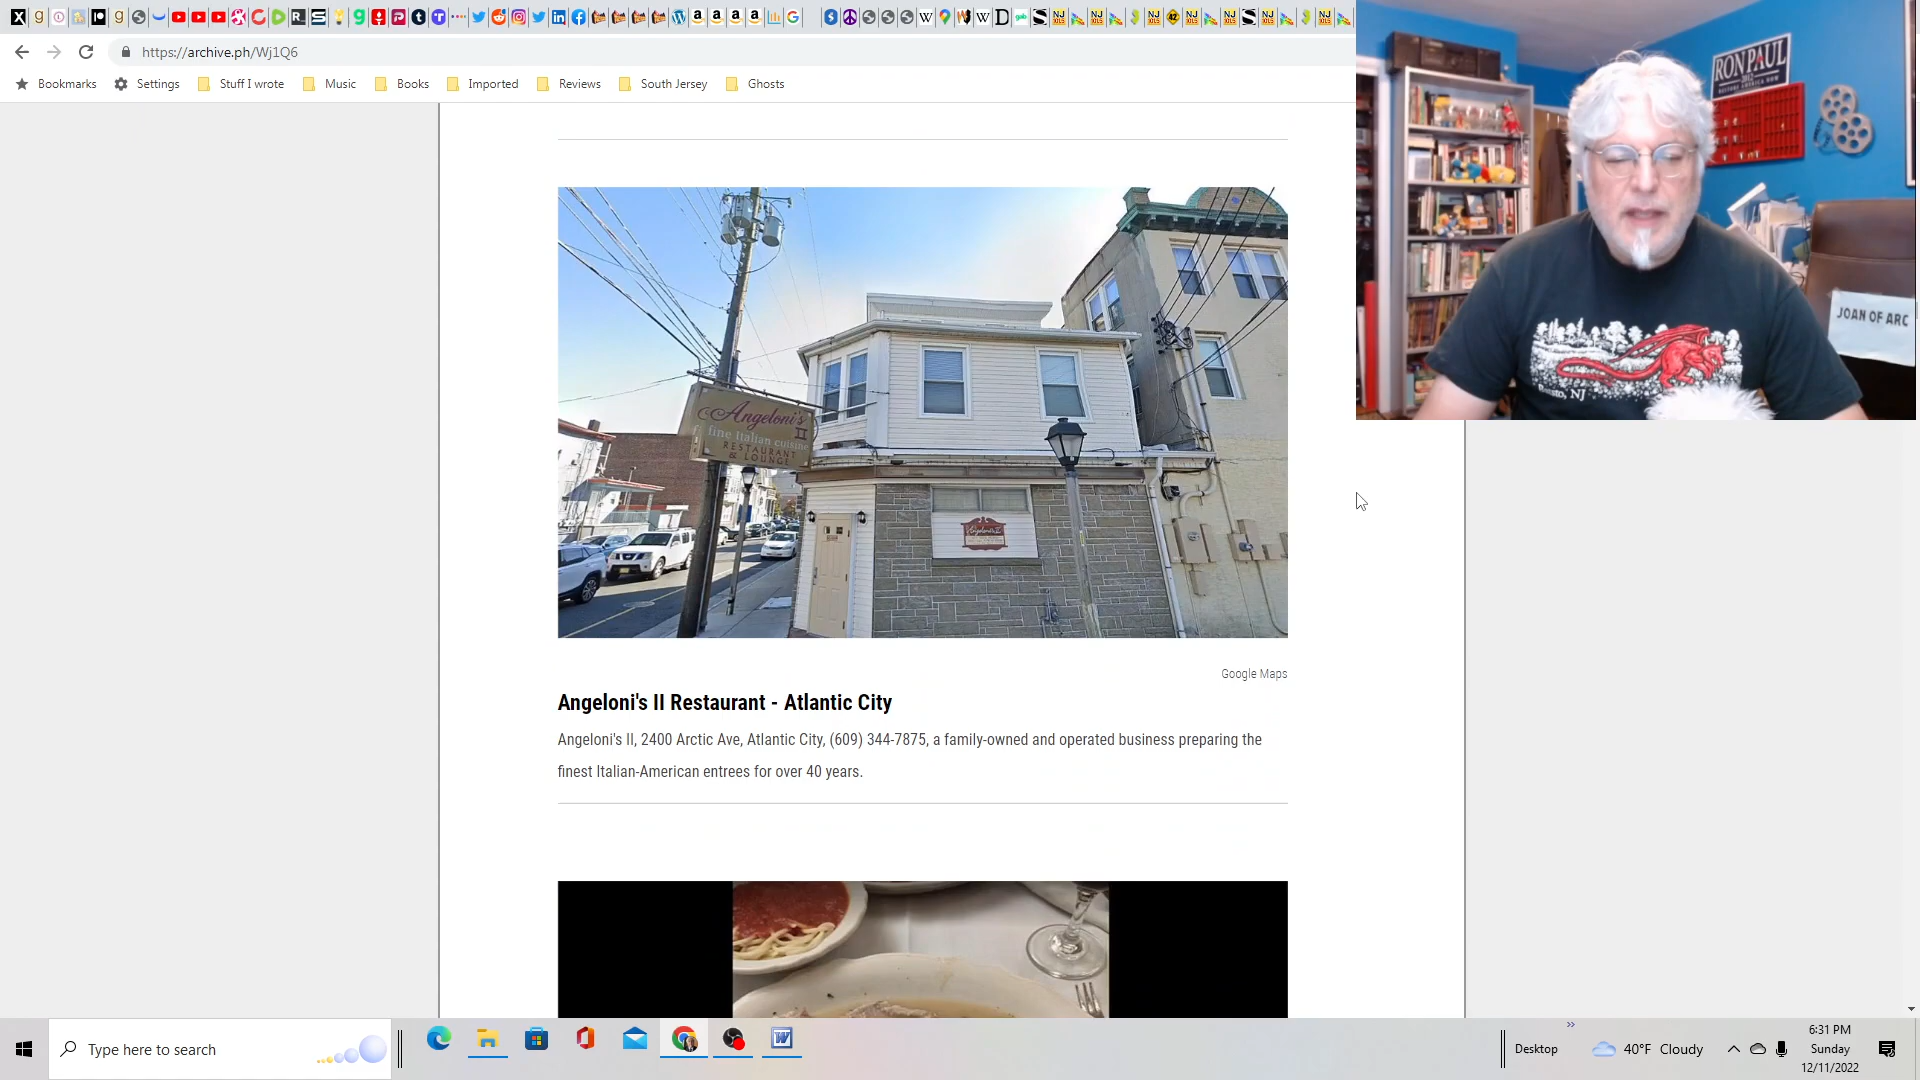 https://archive.ph/Wj1Q6
Bookmarks
Settings
Stuff I wrote
Music
Books
Imported
Reviews
South Jersey
Ghosts
RON PAUL
JOAN OF ARC
Angeloni's
II
fine Italian cuisine
RESTAURANT
& LOUNGE
Google Maps
Angeloni's II Restaurant - Atlantic City
Angeloni's II, 2400 Arctic Ave, Atlantic City, (609) 344-7875, a family-owned and operated business preparing the
finest Italian-American entrees for over 40 years.
Type here to search
Desktop
40°F Cloudy
6:31 PM
Sunday
12/11/2022